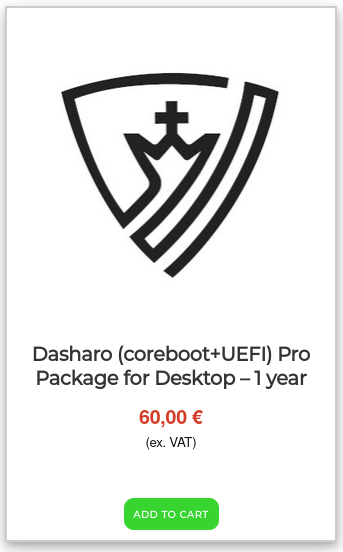 Dasharo (coreboot+UEFI) Pro
Package for Desktop – 1 year
60,00 €
(ex. VAT)
ADD TO CART